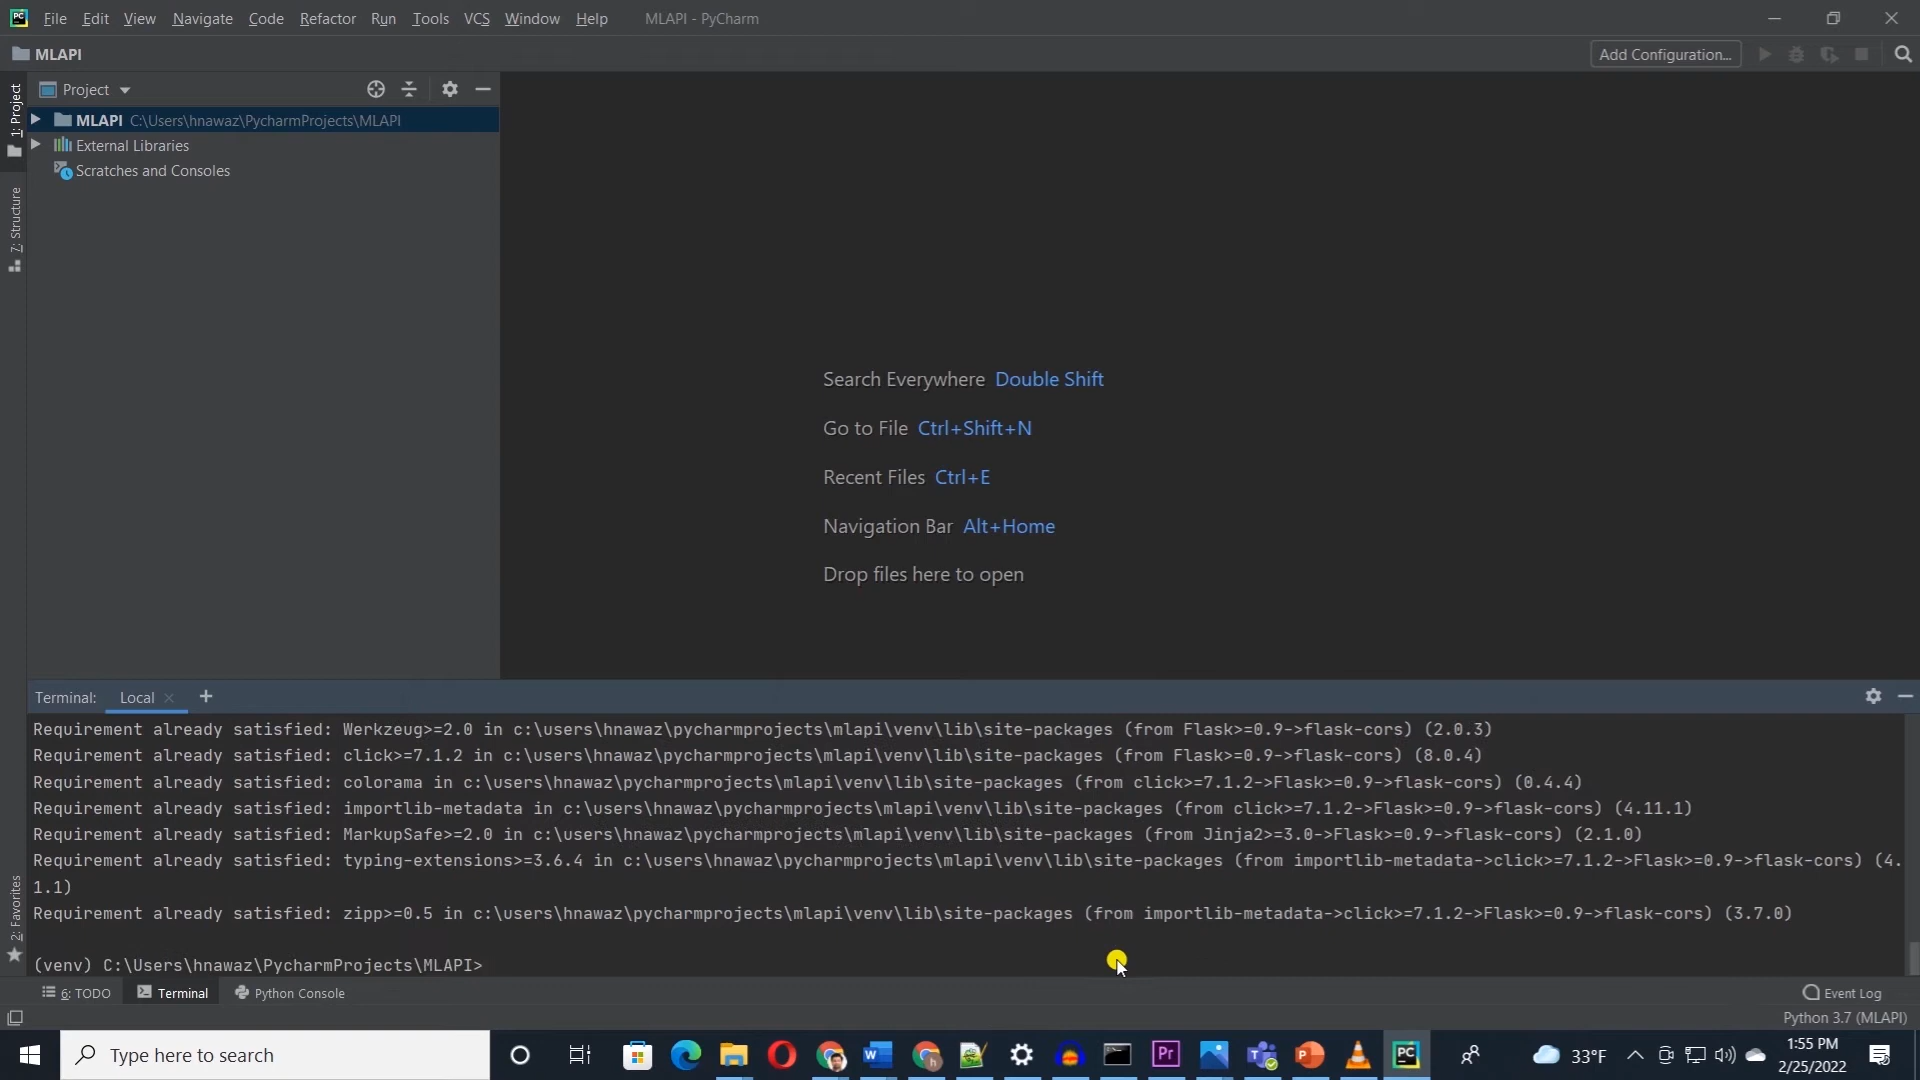 PC File Edit View Navigate Code Refactor Run Tools VCS Window Help MLAPI - PyCharm
MLAPI
Add Configuration...
1: Project
Project
MLAPI C:\Users\hnawaz\PycharmProjects\MLAPI
External Libraries
Scratches and Consoles
7: Structure
Search Everywhere Double Shift
Go to File Ctrl+Shift+N
Recent Files Ctrl+E
Navigation Bar Alt+Home
Drop files here to open
Terminal: Local
Requirement already satisfied: Werkzeug>=2.0 in c:\users\hnawaz\pycharmprojects\mlapi\venv\lib\site-packages (from Flask>=0.9->flask-cors) (2.0.3)
Requirement already satisfied: click>=7.1.2 in c:\users\hnawaz\pycharmprojects\mlapi\venv\lib\site-packages (from Flask>=0.9->flask-cors) (8.0.4)
Requirement already satisfied: colorama in c:\users\hnawaz\pycharmprojects\mlapi\venv\lib\site-packages (from click>=7.1.2->Flask>=0.9->flask-cors) (0.4.4)
Requirement already satisfied: importlib-metadata in c:\users\hnawaz\pycharmprojects\mlapi\venv\lib\site-packages (from click>=7.1.2->Flask>=0.9->flask-cors) (4.11.1)
Requirement already satisfied: MarkupSafe>=2.0 in c:\users\hnawaz\pycharmprojects\mlapi\venv\lib\site-packages (from Jinja2>=3.0->Flask>=0.9->flask-cors) (2.1.0)
Requirement already satisfied: typing-extensions>=3.6.4 in c:\users\hnawaz\pycharmprojects\mlapi\venv\lib\site-packages (from importlib-metadata->click>=7.1.2->Flask>=0.9->flask-cors) (4.
1.1)
Requirement already satisfied: zipp>=0.5 in c:\users\hnawaz\pycharmprojects\mlapi\venv\lib\site-packages (from importlib-metadata->click>=7.1.2->Flask>=0.9->flask-cors) (3.7.0)
(venv) C:\Users\hnawaz\PycharmProjects\MLAPI>
2: Favorites
6: TODO Terminal Python Console
Event Log
Python 3.7 (MLAPI)
Type here to search
Pr
PC
33°F
1:55 PM
2/25/2022